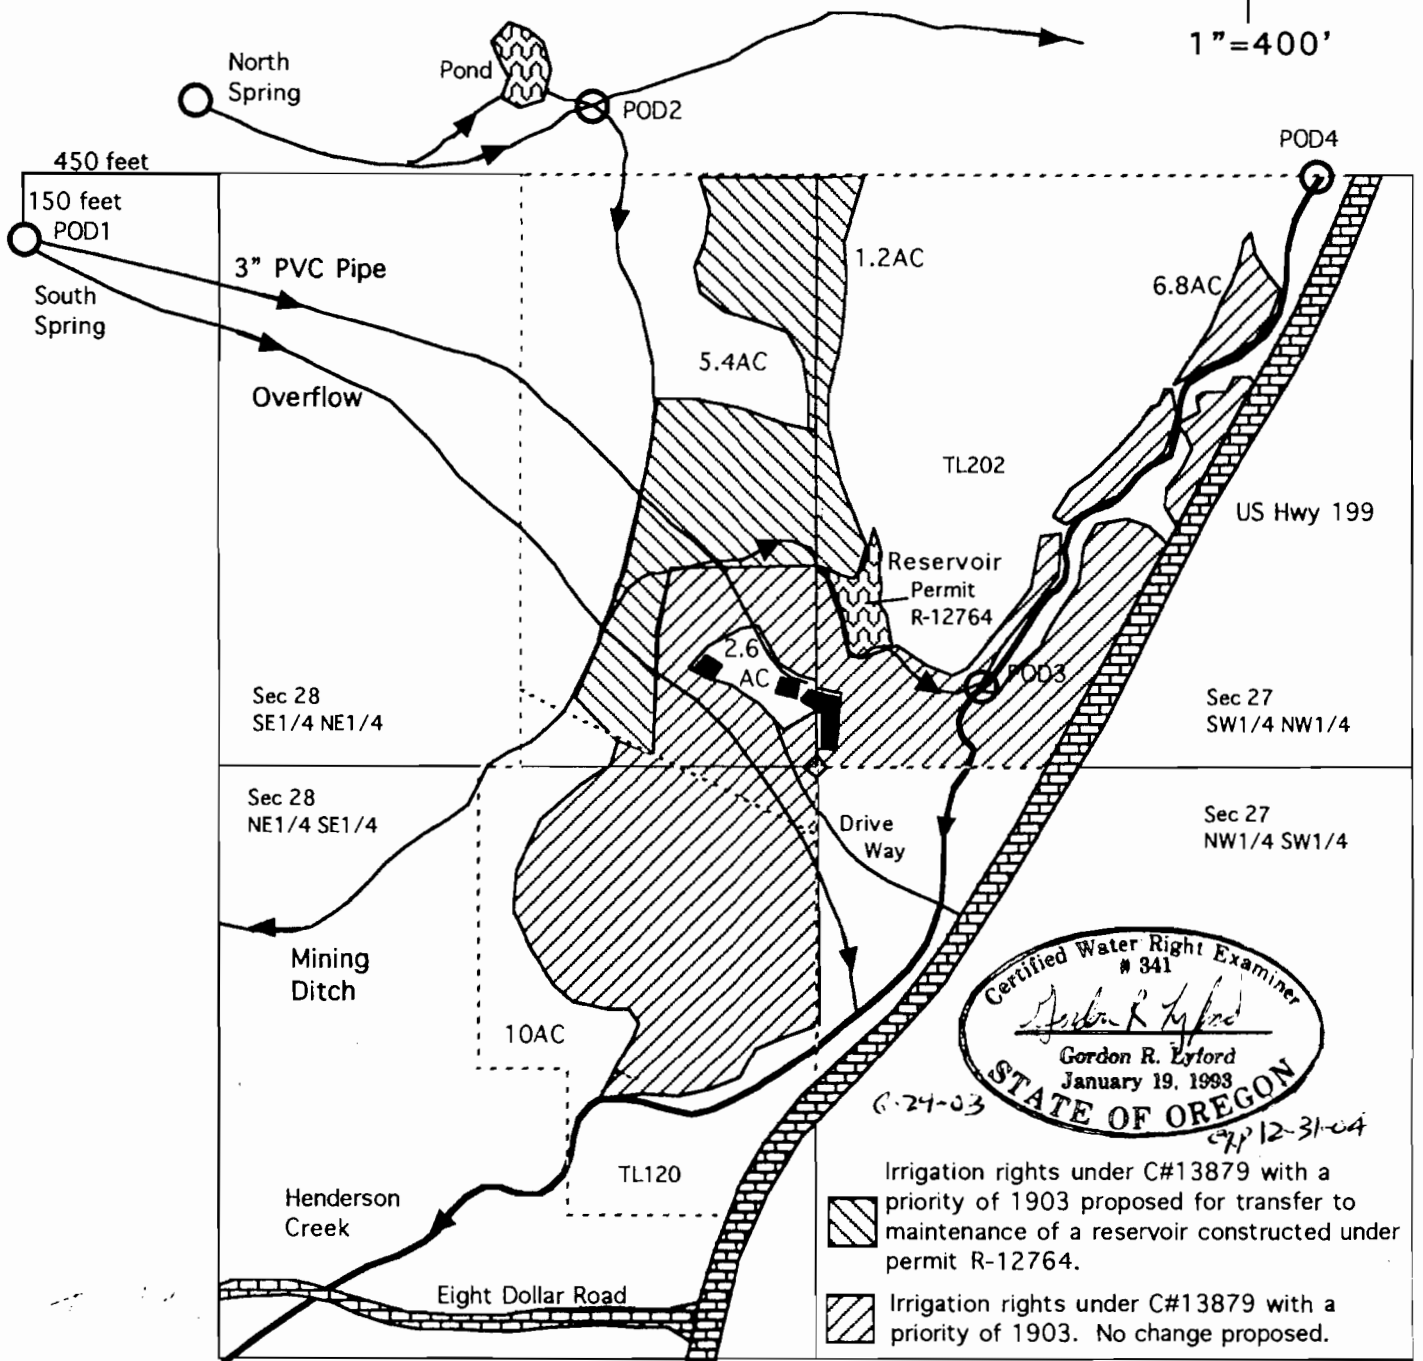 1"=400'
North
Spring
Pond
POD2
POD4
450 feet
150 feet
POD1
3" PVC Pipe
South
Spring
1.2AC
6.8AC
5.4AC
Overflow
TL202
US Hwy 199
Reservoir
Permit
R-12764
2.6
AC
POD3
Sec 28
SE1/4 NE1/4
Sec 27
SW1/4 NW1/4
Sec 28
NE1/4 SE1/4
Sec 27
NW1/4 SW1/4
Drive
Way
Mining
Ditch
10AC
Certified Water Right Examiner
# 341
Gordon R Lyford
Gordon R. Lyford
January 19, 1993
STATE OF OREGON
6-24-03
exp 12-31-04
TL120
Henderson
Creek
Eight Dollar Road
Irrigation rights under C#13879 with a
priority of 1903 proposed for transfer to
maintenance of a reservoir constructed under
permit R-12764.
Irrigation rights under C#13879 with a
priority of 1903. No change proposed.